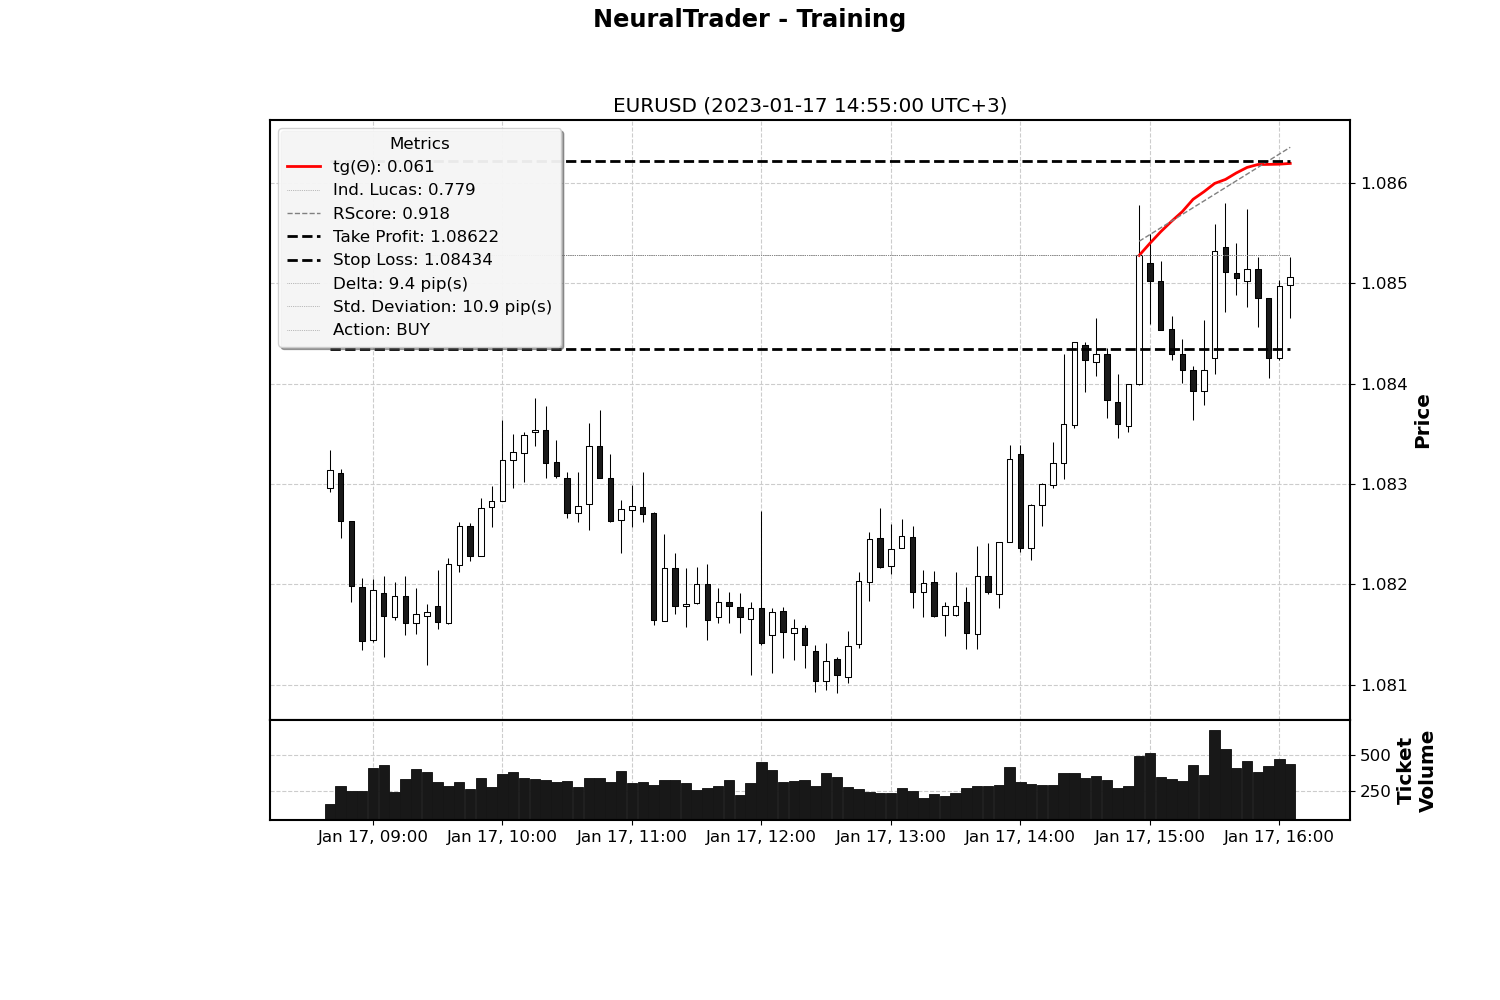 NeuralTrader - Training
EURUSD (2023-01-17 14:55:00 UTC+3)
Metrics
tg(Θ): 0.061
Ind. Lucas: 0.779
RScore: 0.918
Take Profit: 1.08622
Stop Loss: 1.08434
Delta: 9.4 pip(s)
Std. Deviation: 10.9 pip(s)
Action: BUY
1.086
1.085
1.084
1.083
1.082
1.081
Price
500
250
Ticket
Volume
Jan 17, 09:00
Jan 17, 10:00
Jan 17, 11:00
Jan 17, 12:00
Jan 17, 13:00
Jan 17, 14:00
Jan 17, 15:00
Jan 17, 16:00